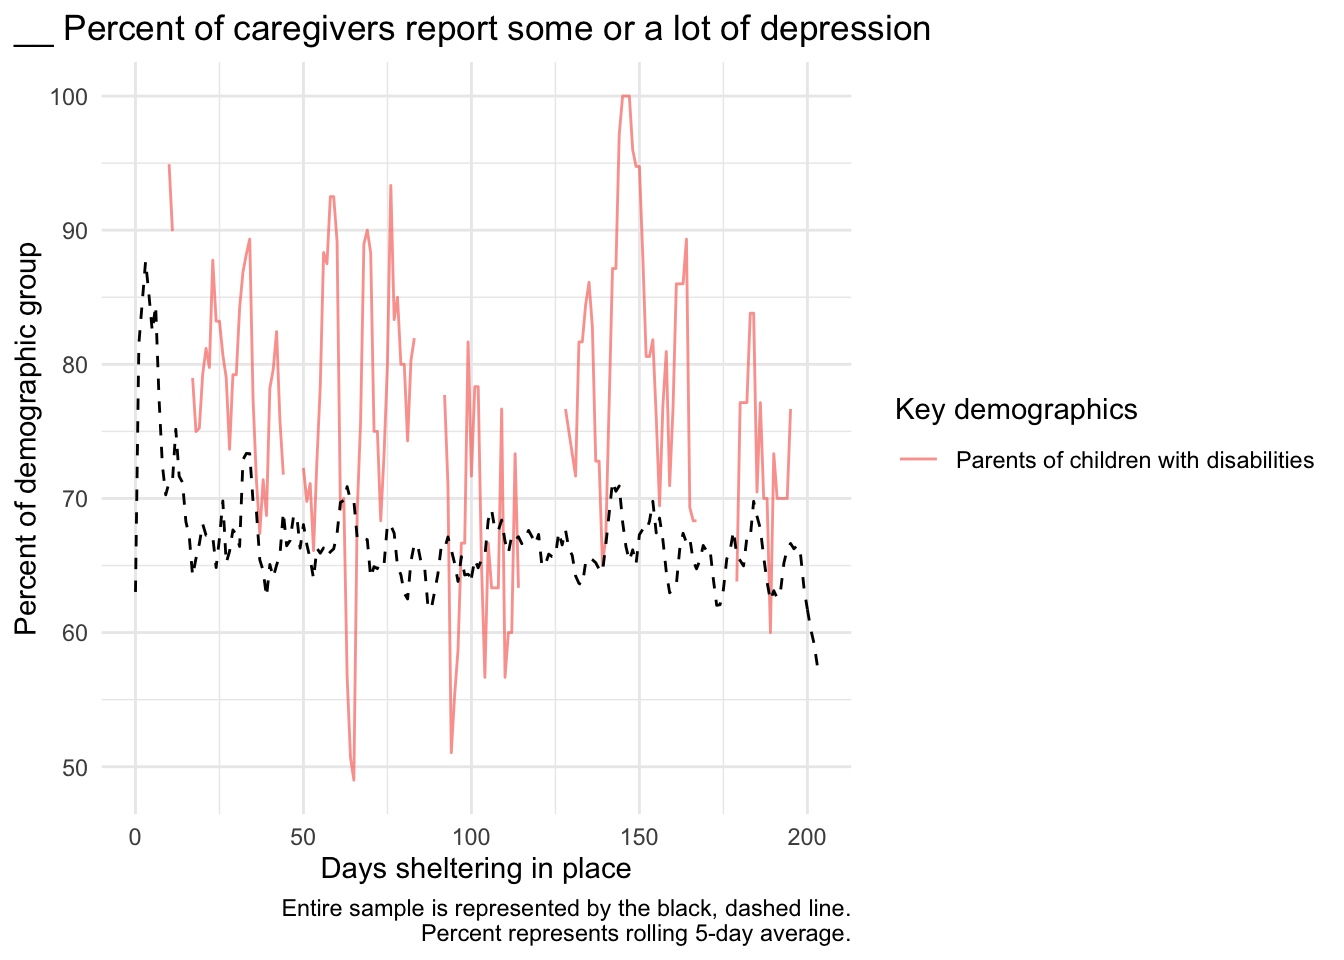 __ Percent of caregivers report some or a lot of depression
Percent of demographic group
100
90
80
70
60
50
0 50 100 150 200
Days sheltering in place
Key demographics
Parents of children with disabilities
Entire sample is represented by the black, dashed line.
Percent represents rolling 5-day average.